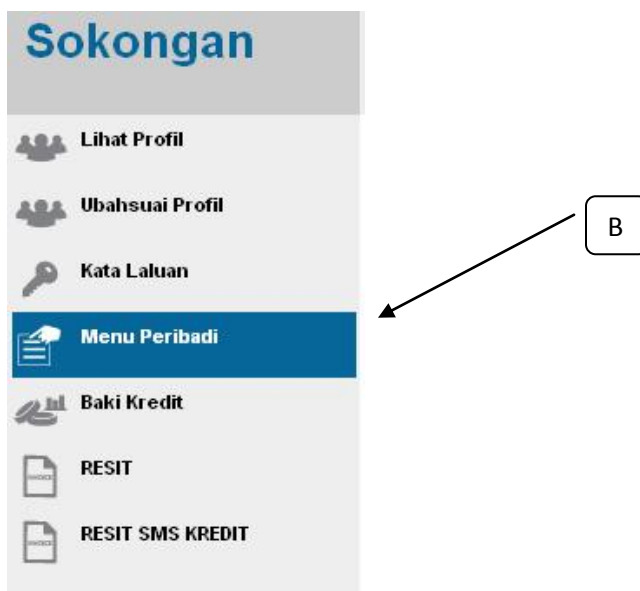 Sokongan
Lihat Profil
Ubahsuai Profil
Kata Laluan
B
Menu Peribadi
Baki Kredit
RESIT
RESIT SMS KREDIT